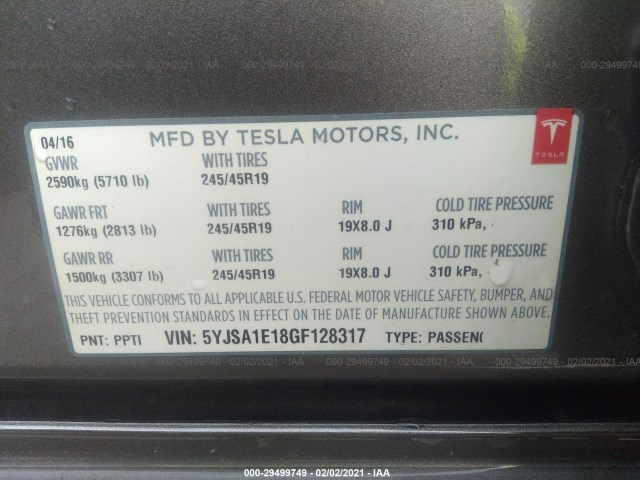 000-29499749 - 02/02/2021 - IAA
04/16
MFD BY TESLA MOTORS, INC.
TESLA
GVWR WITH TIRES
2590kg (5710 lb) 245/45R19
GAWR FRT WITH TIRES RIM COLD TIRE PRESSURE
1276kg (2813 lb) 245/45R19 19X8.0 J 310 kPa,
GAWR RR WITH TIRES RIM COLD TIRE PRESSURE
1500kg (3307 lb) 245/45R19 19X8.0 J 310 kPa,
THIS VEHICLE CONFORMS TO ALL APPLICABLE U.S. FEDERAL MOTOR VEHICLE SAFETY, BUMPER, AND
THEFT PREVENTION STANDARDS IN EFFECT ON THE DATE OF MANUFACTURE SHOWN ABOVE.
PNT: PPTI VIN: 5YJSA1E18GF128317 TYPE: PASSEN
000-29499749 - 02/02/2021 - IAA